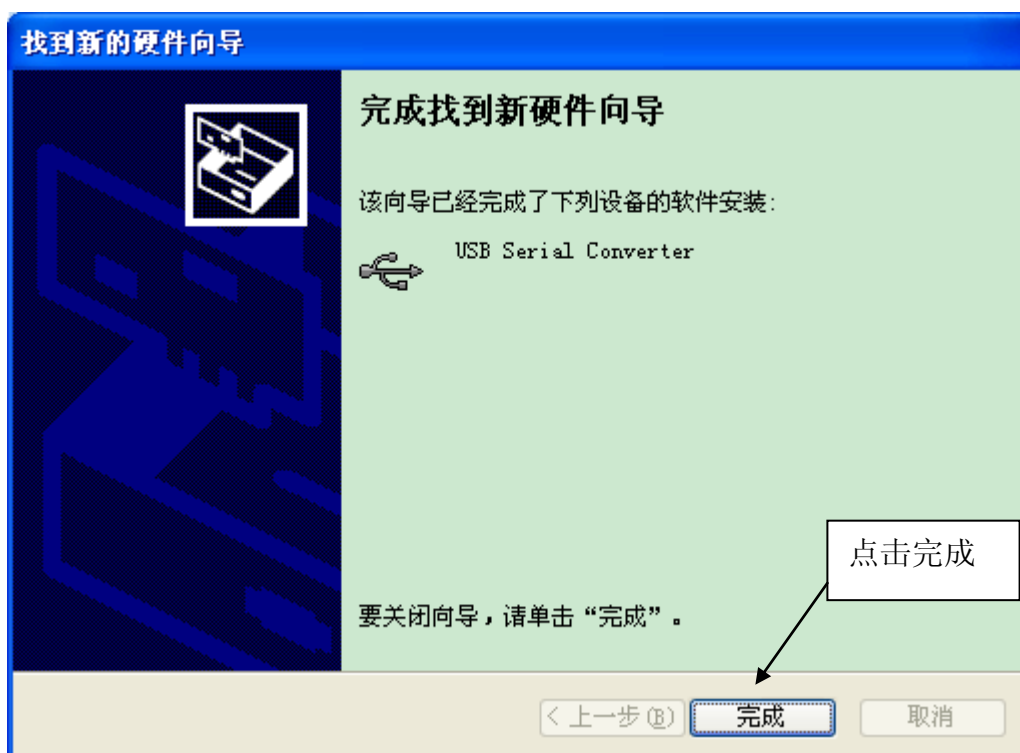 找到新的硬件向导
完成找到新硬件向导
该向导已经完成了下列设备的软件安装:
USB Serial Converter
点击完成
要关闭向导，请单击“完成”。
< 上一步(B)
完成
取消